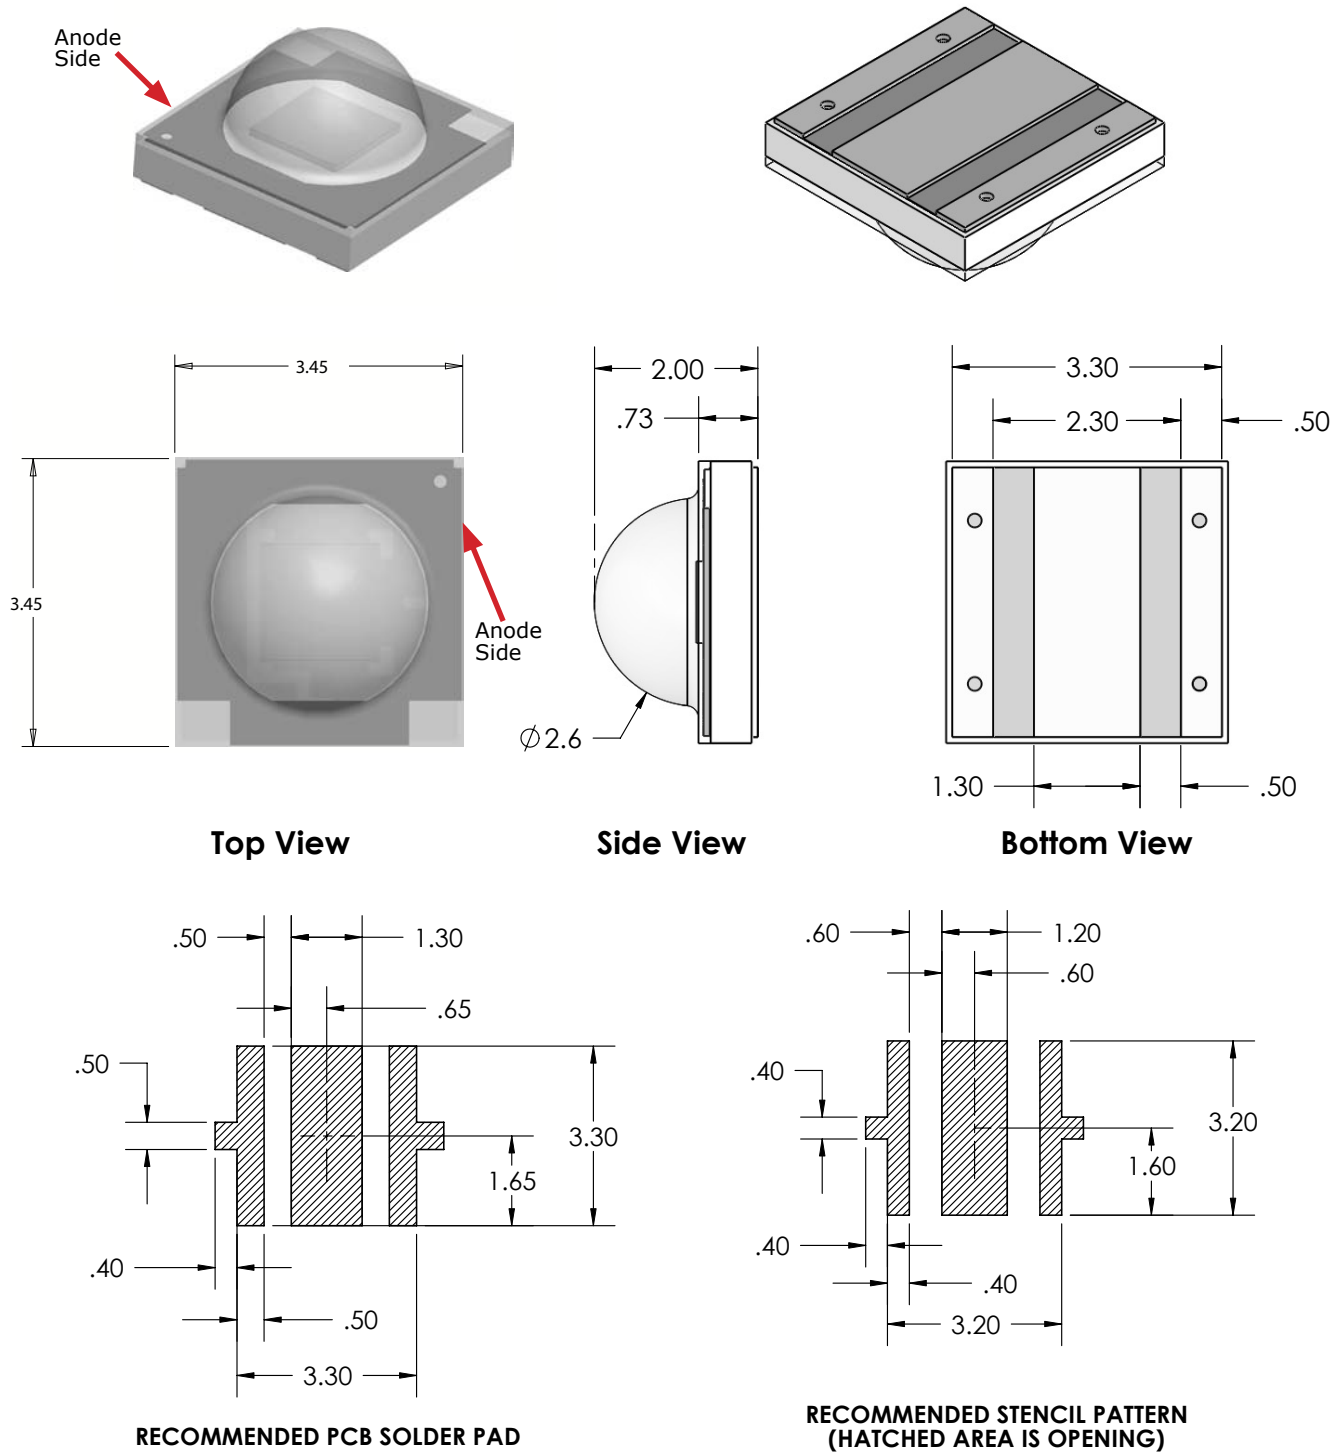 Anode
Side
3.45
3.45
Anode
Side
2.00
.73
Ø2.6
3.30
2.30
.50
1.30
.50
Top View
Side View
Bottom View
.50
1.30
.65
.50
3.30
1.65
.40
.50
3.30
RECOMMENDED PCB SOLDER PAD
.60
1.20
.60
.40
3.20
1.60
.40
.40
3.20
RECOMMENDED STENCIL PATTERN
(HATCHED AREA IS OPENING)